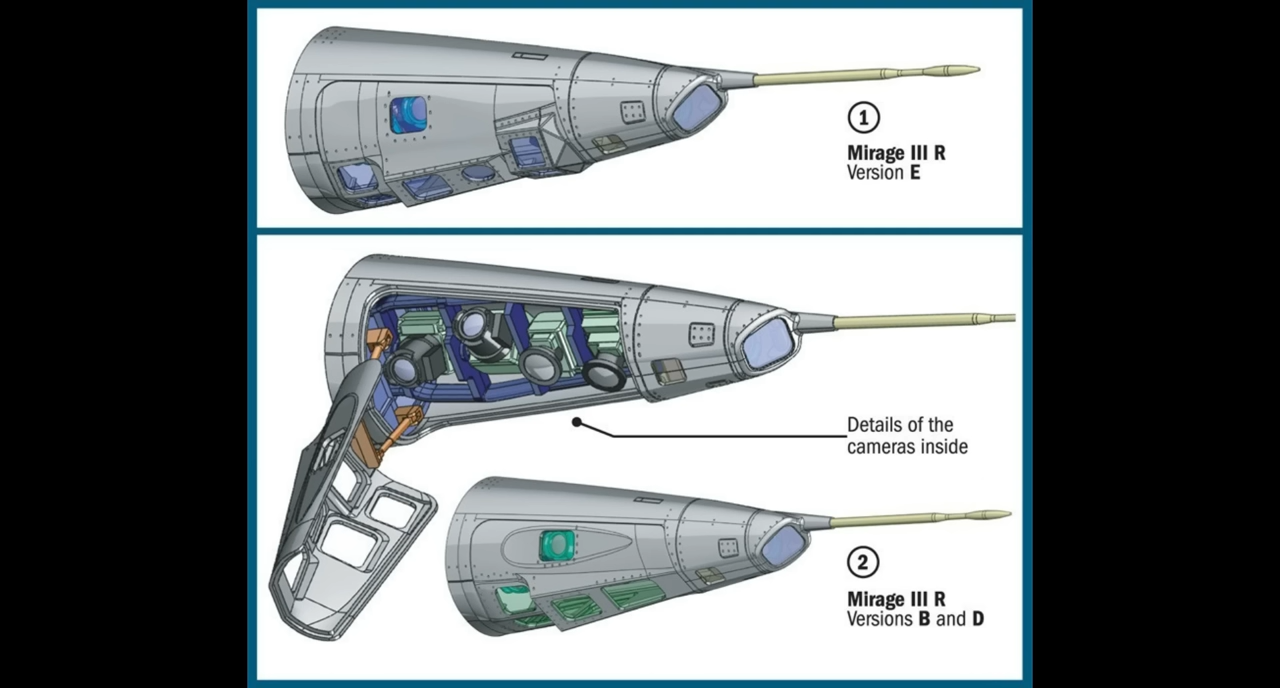 1
Mirage III R
Version E
Details of the
cameras inside
2
Mirage III R
Versions B and D